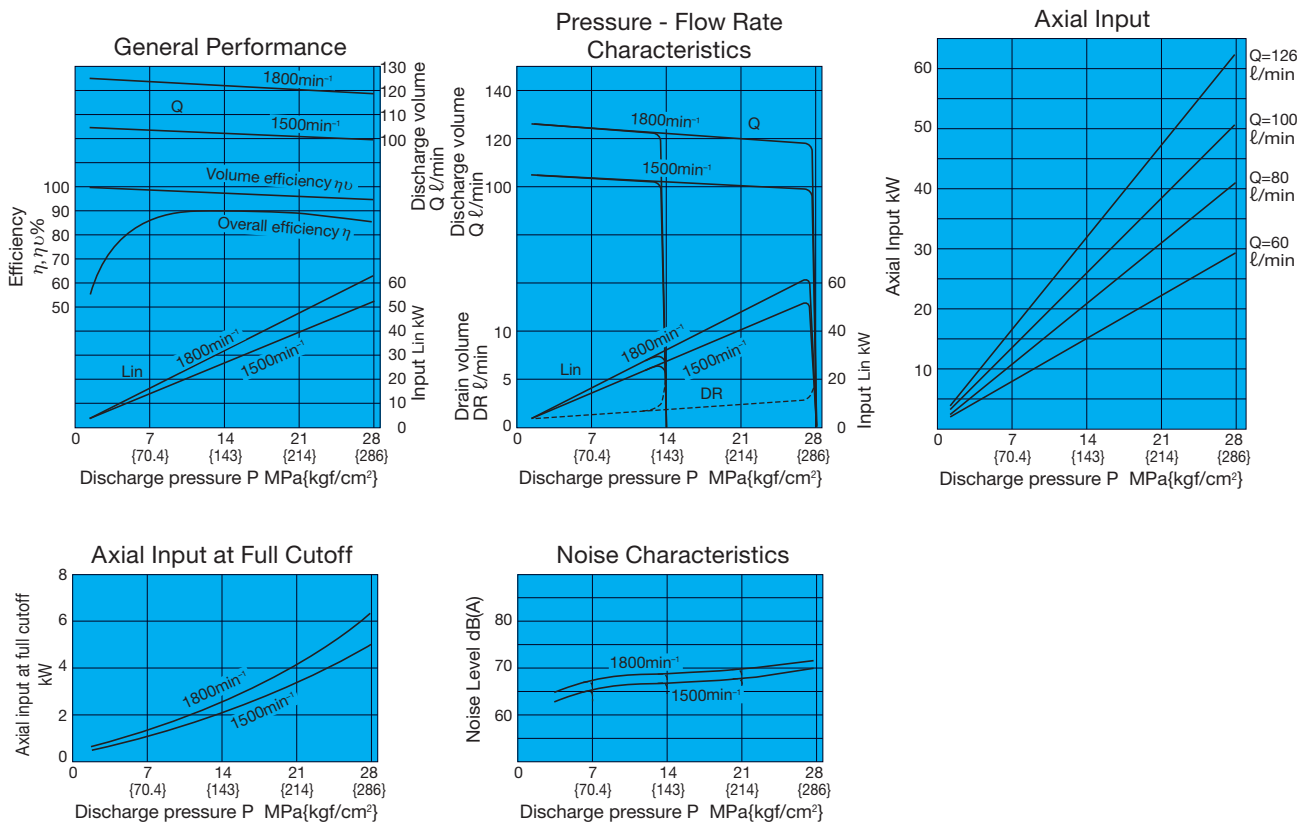 General Performance
1800min⁻¹
Q
1500min⁻¹
Volume efficiency ηυ
Overall efficiency η
1800min⁻¹
Lin
1500min⁻¹
Efficiency
η, ηυ%
100
90
80
70
60
50
130
120
110
100
Discharge volume
Q ℓ/min
60
50
40
30
20
10
0
Input Lin kW
0 7 14 21 28
{70.4} {143} {214} {286}
Discharge pressure P MPa{kgf/cm²}
Pressure - Flow Rate
Characteristics
140
120
100
Discharge volume
Q ℓ/min
1800min⁻¹
Q
1500min⁻¹
10
5
0
Drain volume
DR ℓ/min
1800min⁻¹
Lin
1500min⁻¹
DR
60
40
20
0
Input Lin kW
0 7 14 21 28
{70.4} {143} {214} {286}
Discharge pressure P MPa{kgf/cm²}
Axial Input
60
50
40
30
20
10
Axial Input kW
Q=126
ℓ/min
Q=100
ℓ/min
Q=80
ℓ/min
Q=60
ℓ/min
0 7 14 21 28
{70.4} {143} {214} {286}
Discharge pressure P MPa{kgf/cm²}
Axial Input at Full Cutoff
8
6
4
2
0
Axial input at full cutoff
kW
1800min⁻¹
1500min⁻¹
0 7 14 21 28
{70.4} {143} {214} {286}
Discharge pressure P MPa{kgf/cm²}
Noise Characteristics
80
70
60
Noise Level dB(A)
1800min⁻¹
1500min⁻¹
0 7 14 21 28
{70.4} {143} {214} {286}
Discharge pressure P MPa{kgf/cm²}